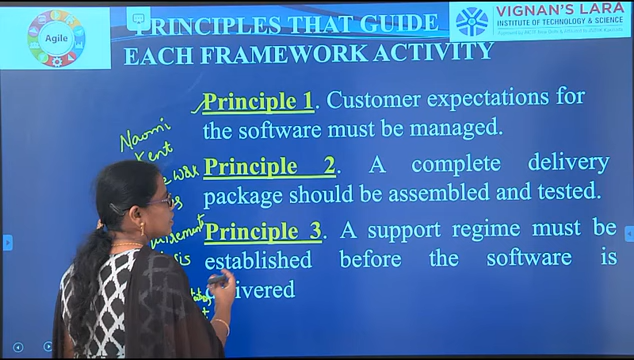 PRINCIPLES THAT GUIDE
EACH FRAMEWORK ACTIVITY
Agile
VIGNAN'S LARA
INSTITUTE OF TECHNOLOGY & SCIENCE
Principle 1. Customer expectations for
the software must be managed.
Principle 2. A complete delivery
package should be assembled and tested.
Principle 3. A support regime must be
established before the software is
Naomi
Kent